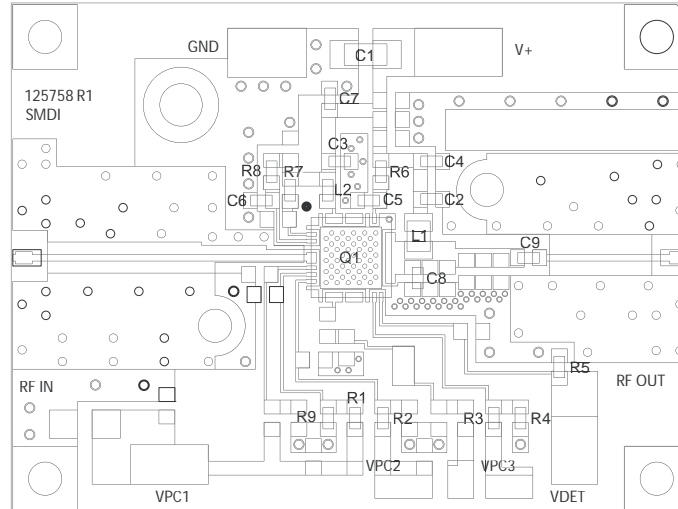 GND
C1
V+
125758 R1
SMDI
C7
C3
C4
R8
R7
R6
L2
C6
C5
C2
L1
C9
Q1
C8
R5
RF IN
RF OUT
R1
R9
R2
R3
R4
VPC2
VPC3
VPC1
VDET